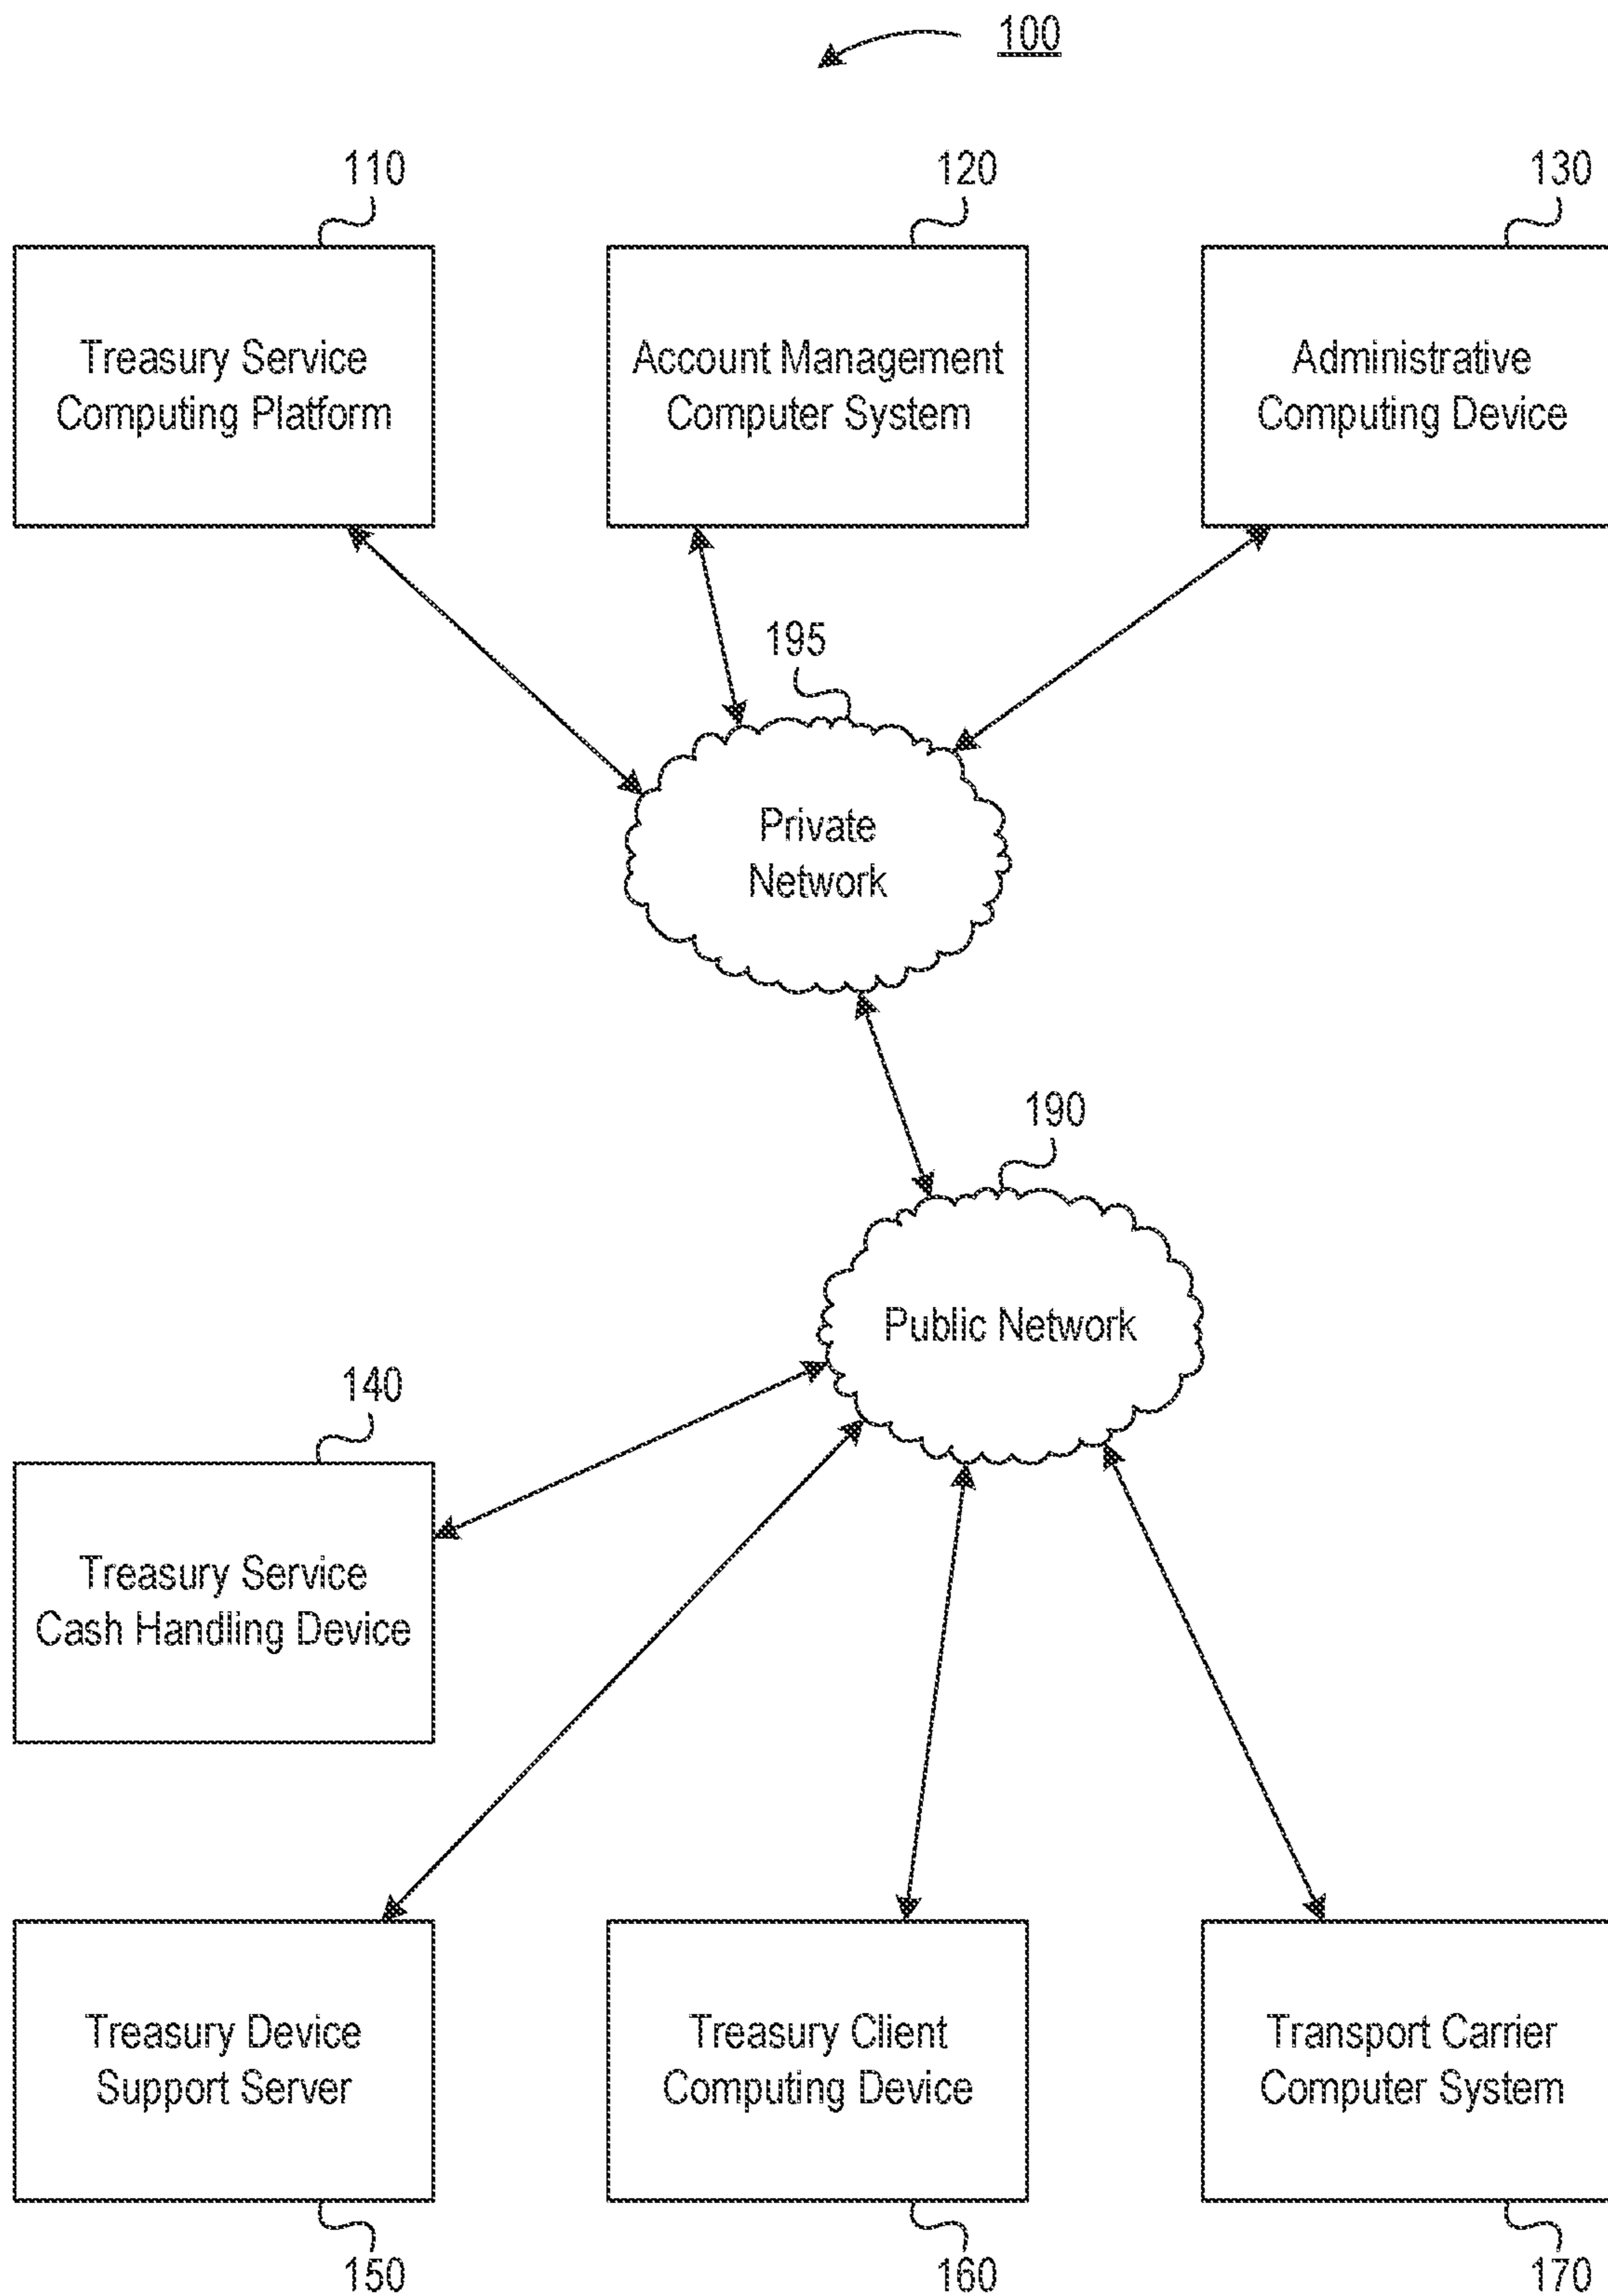 100
110
120
130
Treasury Service
Computing Platform
Account Management
Computer System
Administrative
Computing Device
195
Private
Network
190
Public Network
140
Treasury Service
Cash Handling Device
Treasury Device
Support Server
Treasury Client
Computing Device
Transport Carrier
Computer System
150
160
170